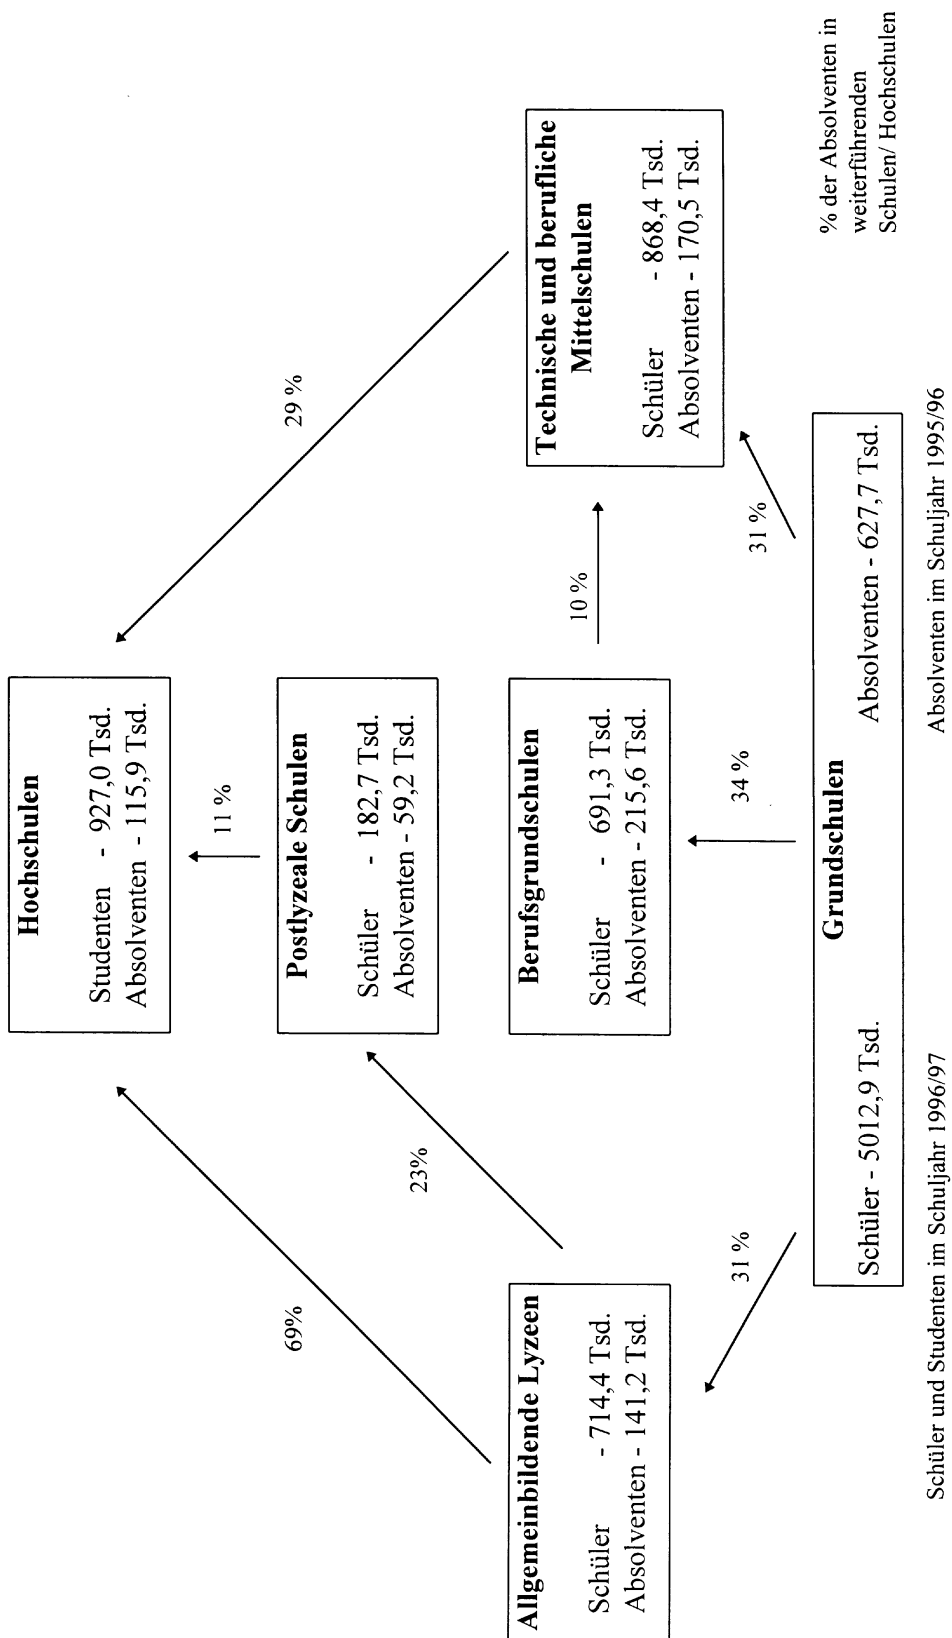 Hochschulen
Studenten - 927,0 Tsd.
Absolventen - 115,9 Tsd.
69%
11 %
29 %
Postlyzeale Schulen
Schüler - 182,7 Tsd.
Absolventen - 59,2 Tsd.
23%
Allgemeinbildende Lyzeen
Schüler - 714,4 Tsd.
Absolventen - 141,2 Tsd.
Berufsgrundschulen
Schüler - 691,3 Tsd.
Absolventen - 215,6 Tsd.
10 %
Technische und berufliche
Mittelschulen
Schüler - 868,4 Tsd.
Absolventen - 170,5 Tsd.
31 %
34 %
31 %
Grundschulen
Schüler - 5012,9 Tsd. Absolventen - 627,7 Tsd.
% der Absolventen in
weiterführenden
Schulen/ Hochschulen
Schüler und Studenten im Schuljahr 1996/97 Absolventen im Schuljahr 1995/96